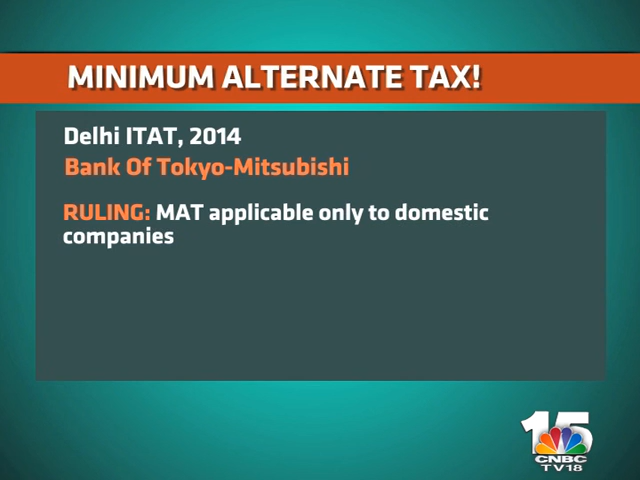 MINIMUM ALTERNATE TAX!
Delhi ITAT, 2014
Bank Of Tokyo-Mitsubishi
RULING: MAT applicable only to domestic
companies
15
CNBC
TV18